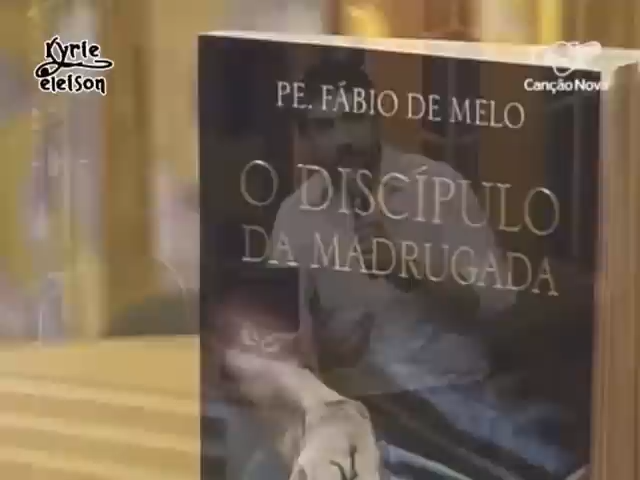 kyrie
eleison
Canção Nova
PE. FÁBIO DE MELO
O DISCÍPULO
DA MADRUGADA